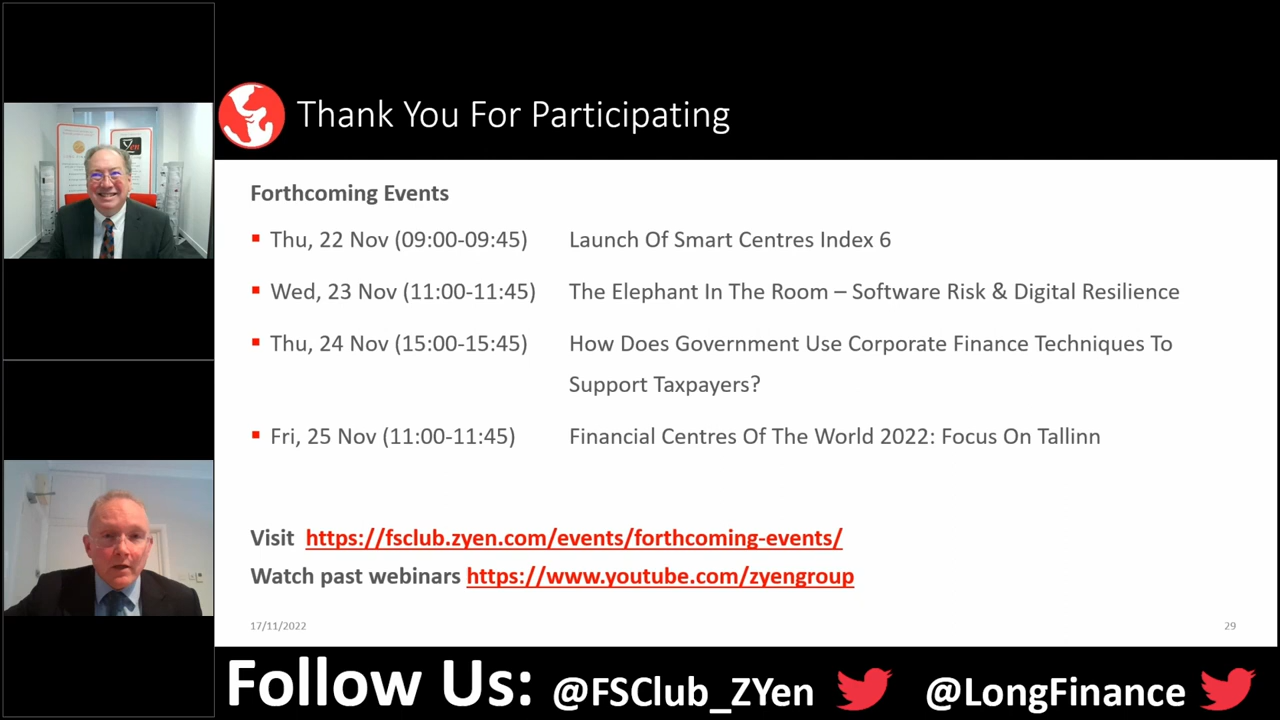 Thank You For Participating
Forthcoming Events
Thu, 22 Nov (09:00-09:45) Launch Of Smart Centres Index 6
Wed, 23 Nov (11:00-11:45) The Elephant In The Room – Software Risk & Digital Resilience
Thu, 24 Nov (15:00-15:45) How Does Government Use Corporate Finance Techniques To
Support Taxpayers?
Fri, 25 Nov (11:00-11:45) Financial Centres Of The World 2022: Focus On Tallinn
Visit https://fsclub.zyen.com/events/forthcoming-events/
Watch past webinars https://www.youtube.com/zyengroup
17/11/2022 29
Follow Us: @FSClub_ZYen @LongFinance